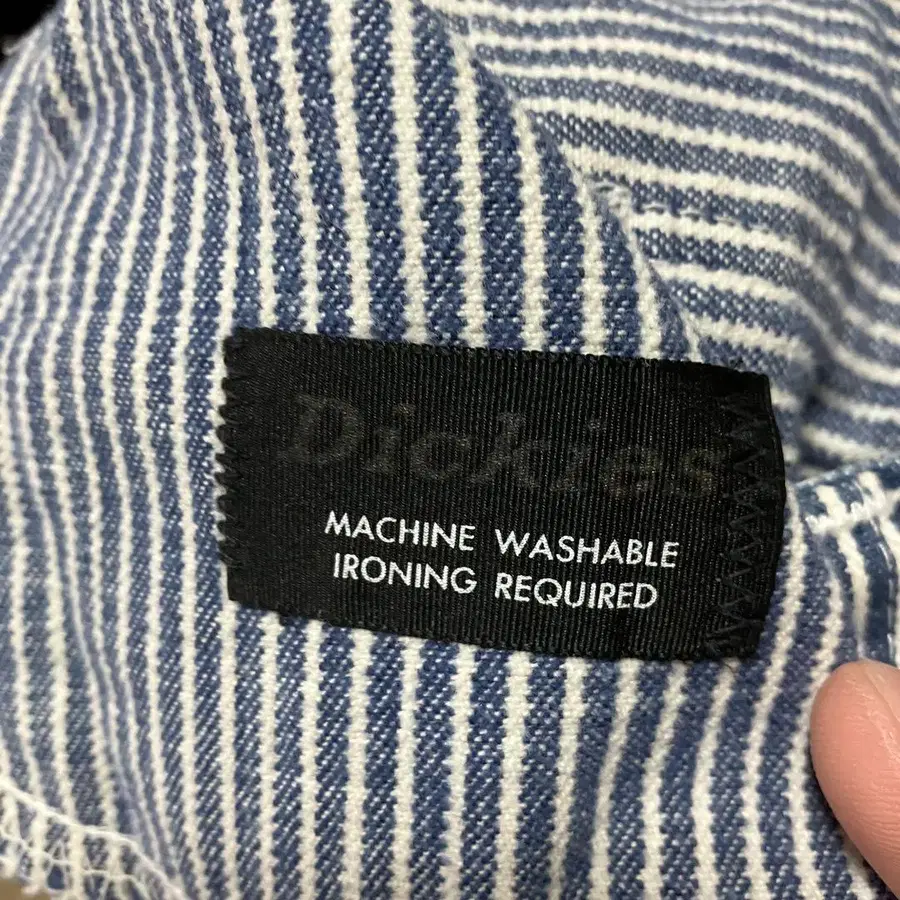 Dickies
MACHINE WASHABLE
IRONING REQUIRED